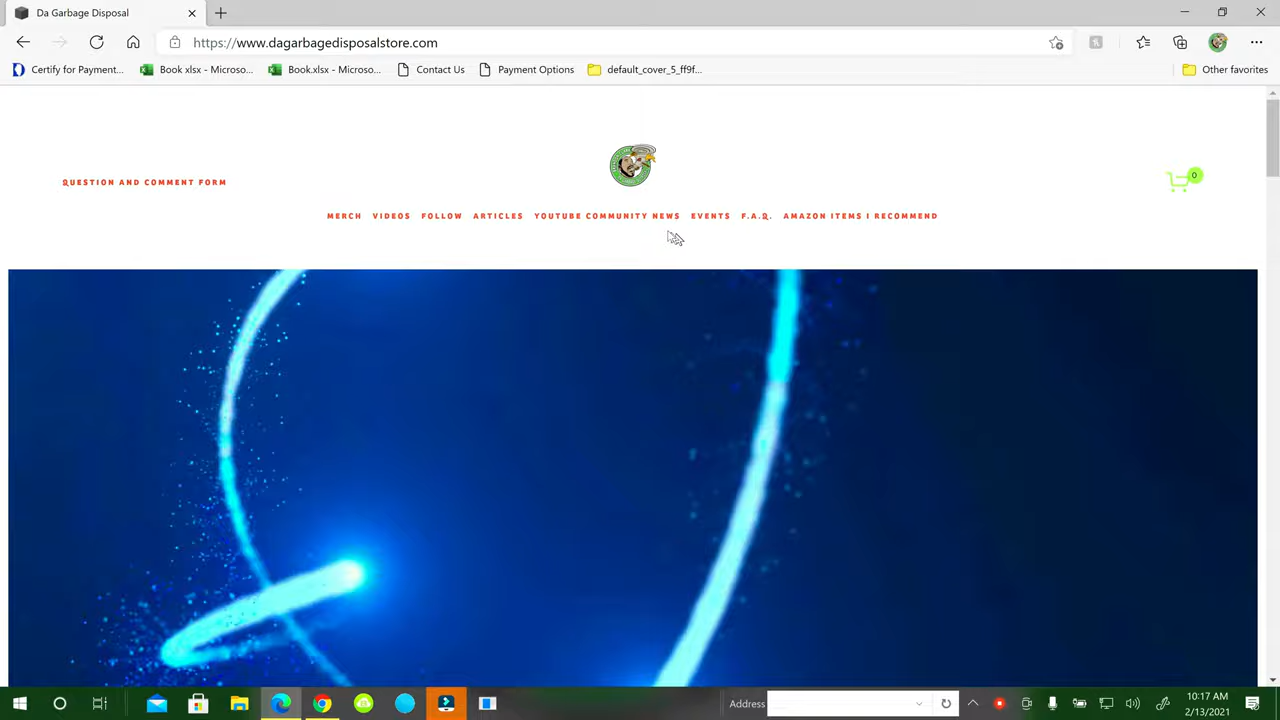 Da Garbage Disposal
https://www.dagarbagedisposalstore.com
Certify for Payment...
Book xlsx - Microso...
Book.xlsx - Microso...
Contact Us
Payment Options
default_cover_5_ff9f...
Other favorites
QUESTION AND COMMENT FORM
0
MERCH VIDEOS FOLLOW ARTICLES YOUTUBE COMMUNITY NEWS EVENTS F.A.Q. AMAZON ITEMS I RECOMMEND
Address
10:17 AM
2/13/2021